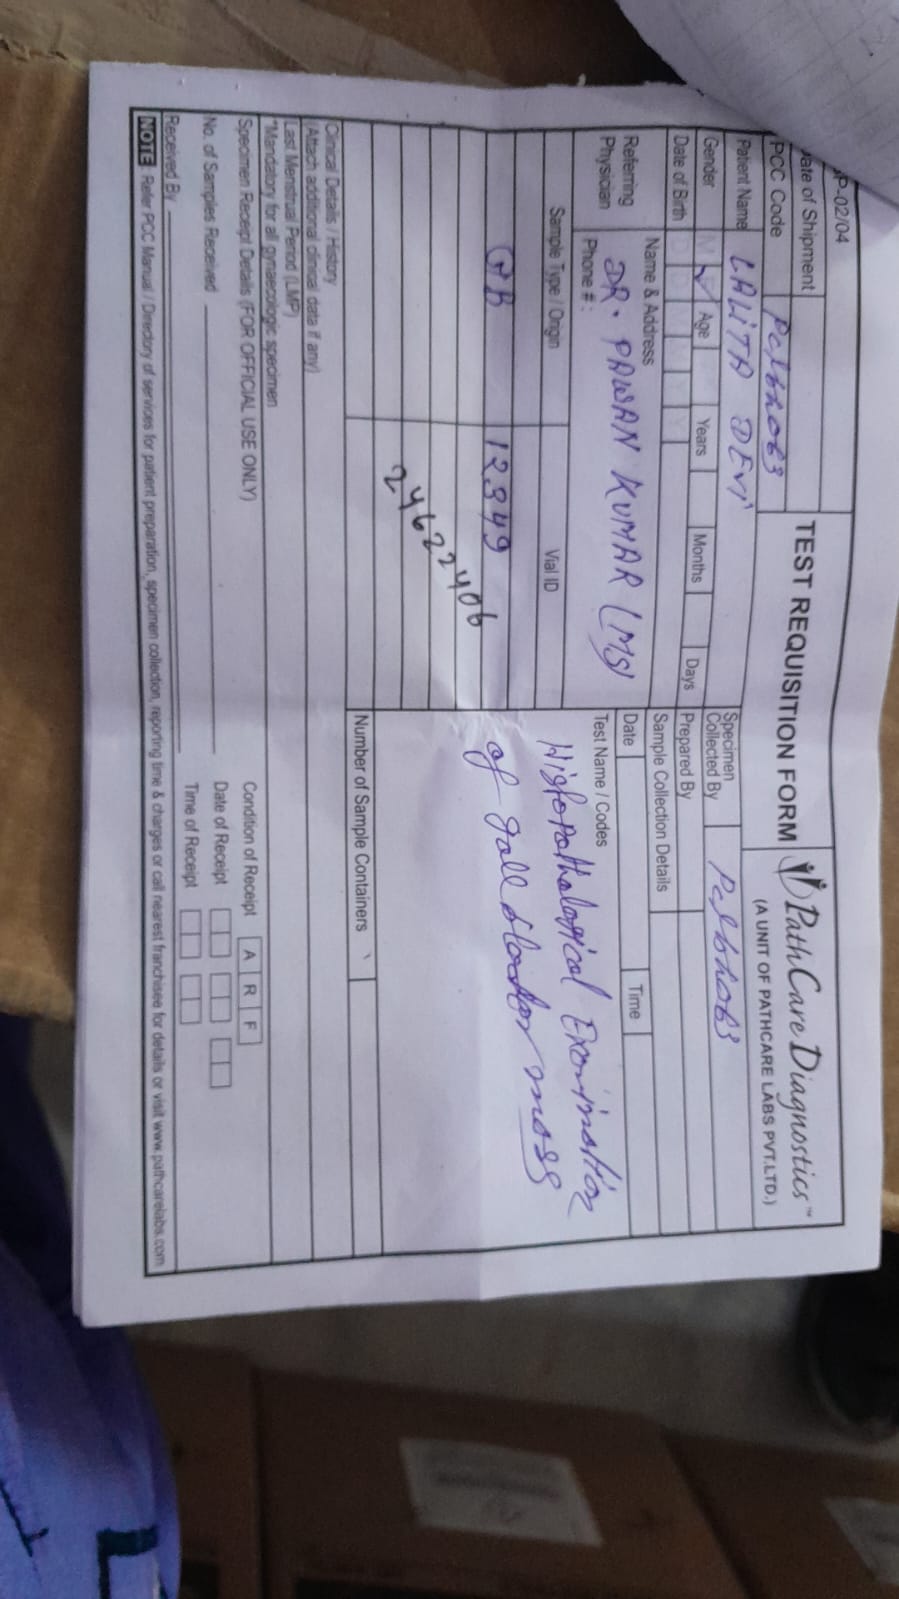 P-02/04
ate of Shipment
PCC Code
TEST REQUISITION FORM
PathCare Diagnostics™
(A UNIT OF PATHCARE LABS PVT.LTD.)
Patient Name LALITA DEVI
Gender M Age Years Months Days
Date of Birth D D M M Y Y
Specimen Collected By
Prepared By
Sample Collection Details
Date Time
Referring Physician
Name & Address
DR. PAWAN KUMAR (MS)
Phone # :
Sample Type / Origin Vial ID
Test Name / Codes
GB 12349
24622406
Histopathological Examination
of gall bladder mass
Number of Sample Containers
Clinical Details / History
(Attach additional clinical data if any)
Last Menstrual Period (LMP)
*Mandatory for all gynaecologic specimen
Specimen Receipt Details (FOR OFFICIAL USE ONLY)
Condition of Receipt A R F
No. of Samples Received
Date of Receipt
Received By
Time of Receipt
NOTE Refer PCC Manual / Directory of services for patient preparation, specimen collection, reporting time & charges or call nearest franchisee for details or visit www.pathcarelabs.com